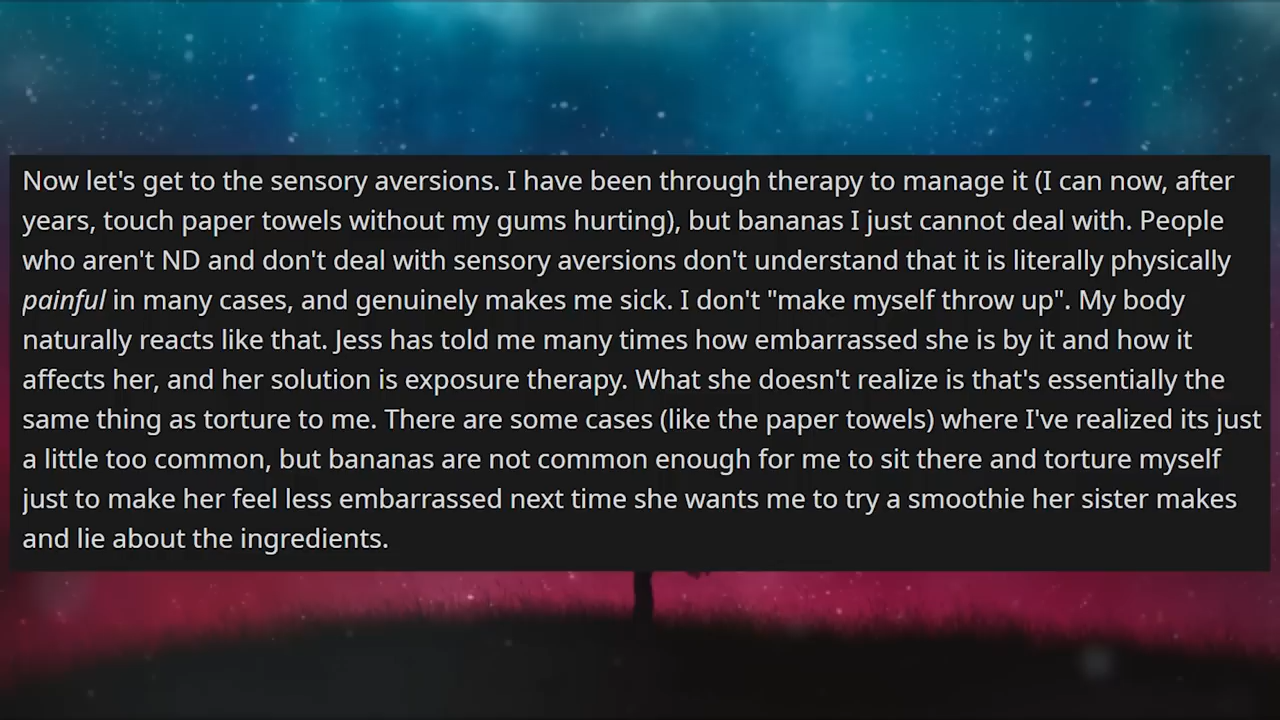 Now let's get to the sensory aversions. I have been through therapy to manage it (I can now, after
years, touch paper towels without my gums hurting), but bananas I just cannot deal with. People
who aren't ND and don't deal with sensory aversions don't understand that it is literally physically
painful in many cases, and genuinely makes me sick. I don't "make myself throw up". My body
naturally reacts like that. Jess has told me many times how embarrassed she is by it and how it
affects her, and her solution is exposure therapy. What she doesn't realize is that's essentially the
same thing as torture to me. There are some cases (like the paper towels) where I've realized its just
a little too common, but bananas are not common enough for me to sit there and torture myself
just to make her feel less embarrassed next time she wants me to try a smoothie her sister makes
and lie about the ingredients.